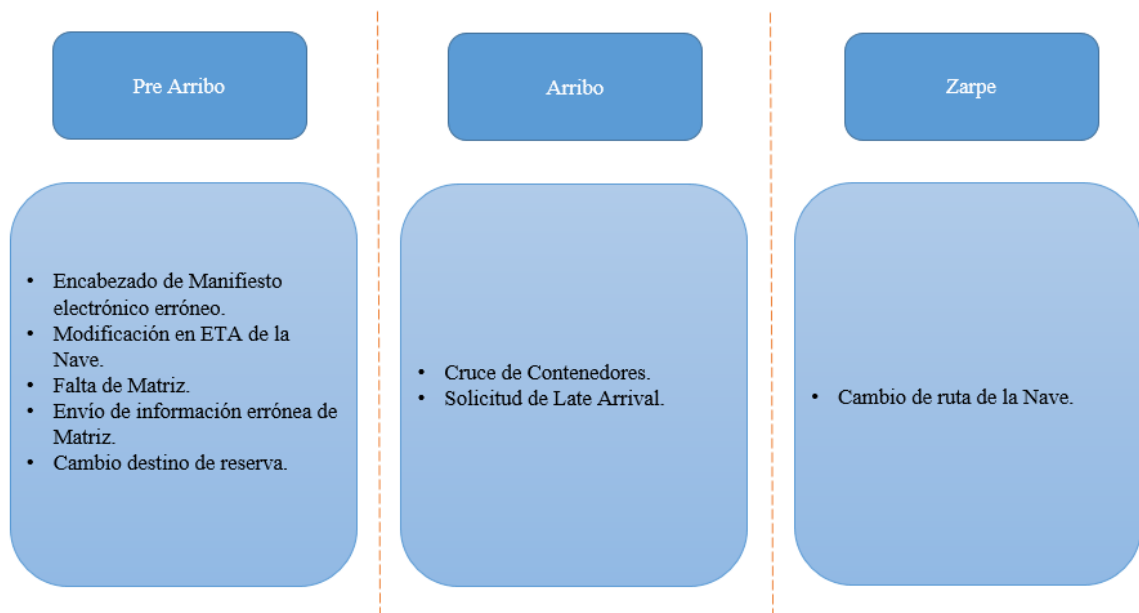 Pre Arribo
Arribo
Zarpe
• Encabezado de Manifiesto
electrónico erróneo.
• Modificación en ETA de la
Nave.
• Falta de Matriz.
• Envío de información errónea de
Matriz.
• Cambio destino de reserva.
• Cruce de Contenedores.
• Solicitud de Late Arrival.
• Cambio de ruta de la Nave.